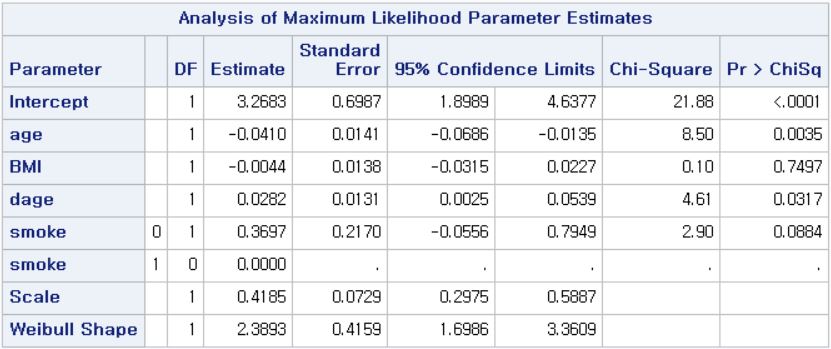 Analysis of Maximum Likelihood Parameter Estimates
Parameter DF Estimate Standard Error 95% Confidence Limits Chi-Square Pr > ChiSq
Intercept 1 3.2683 0.6987 1.8989 4.6377 21.88 <.0001
age 1 -0.0410 0.0141 -0.0686 -0.0135 8.50 0.0035
BMI 1 -0.0044 0.0138 -0.0315 0.0227 0.10 0.7497
dage 1 0.0282 0.0131 0.0025 0.0539 4.61 0.0317
smoke 0 1 0.3697 0.2170 -0.0556 0.7949 2.90 0.0884
smoke 1 0 0.0000 . . . . .
Scale 1 0.4185 0.0729 0.2975 0.5887
Weibull Shape 1 2.3893 0.4159 1.6986 3.3609